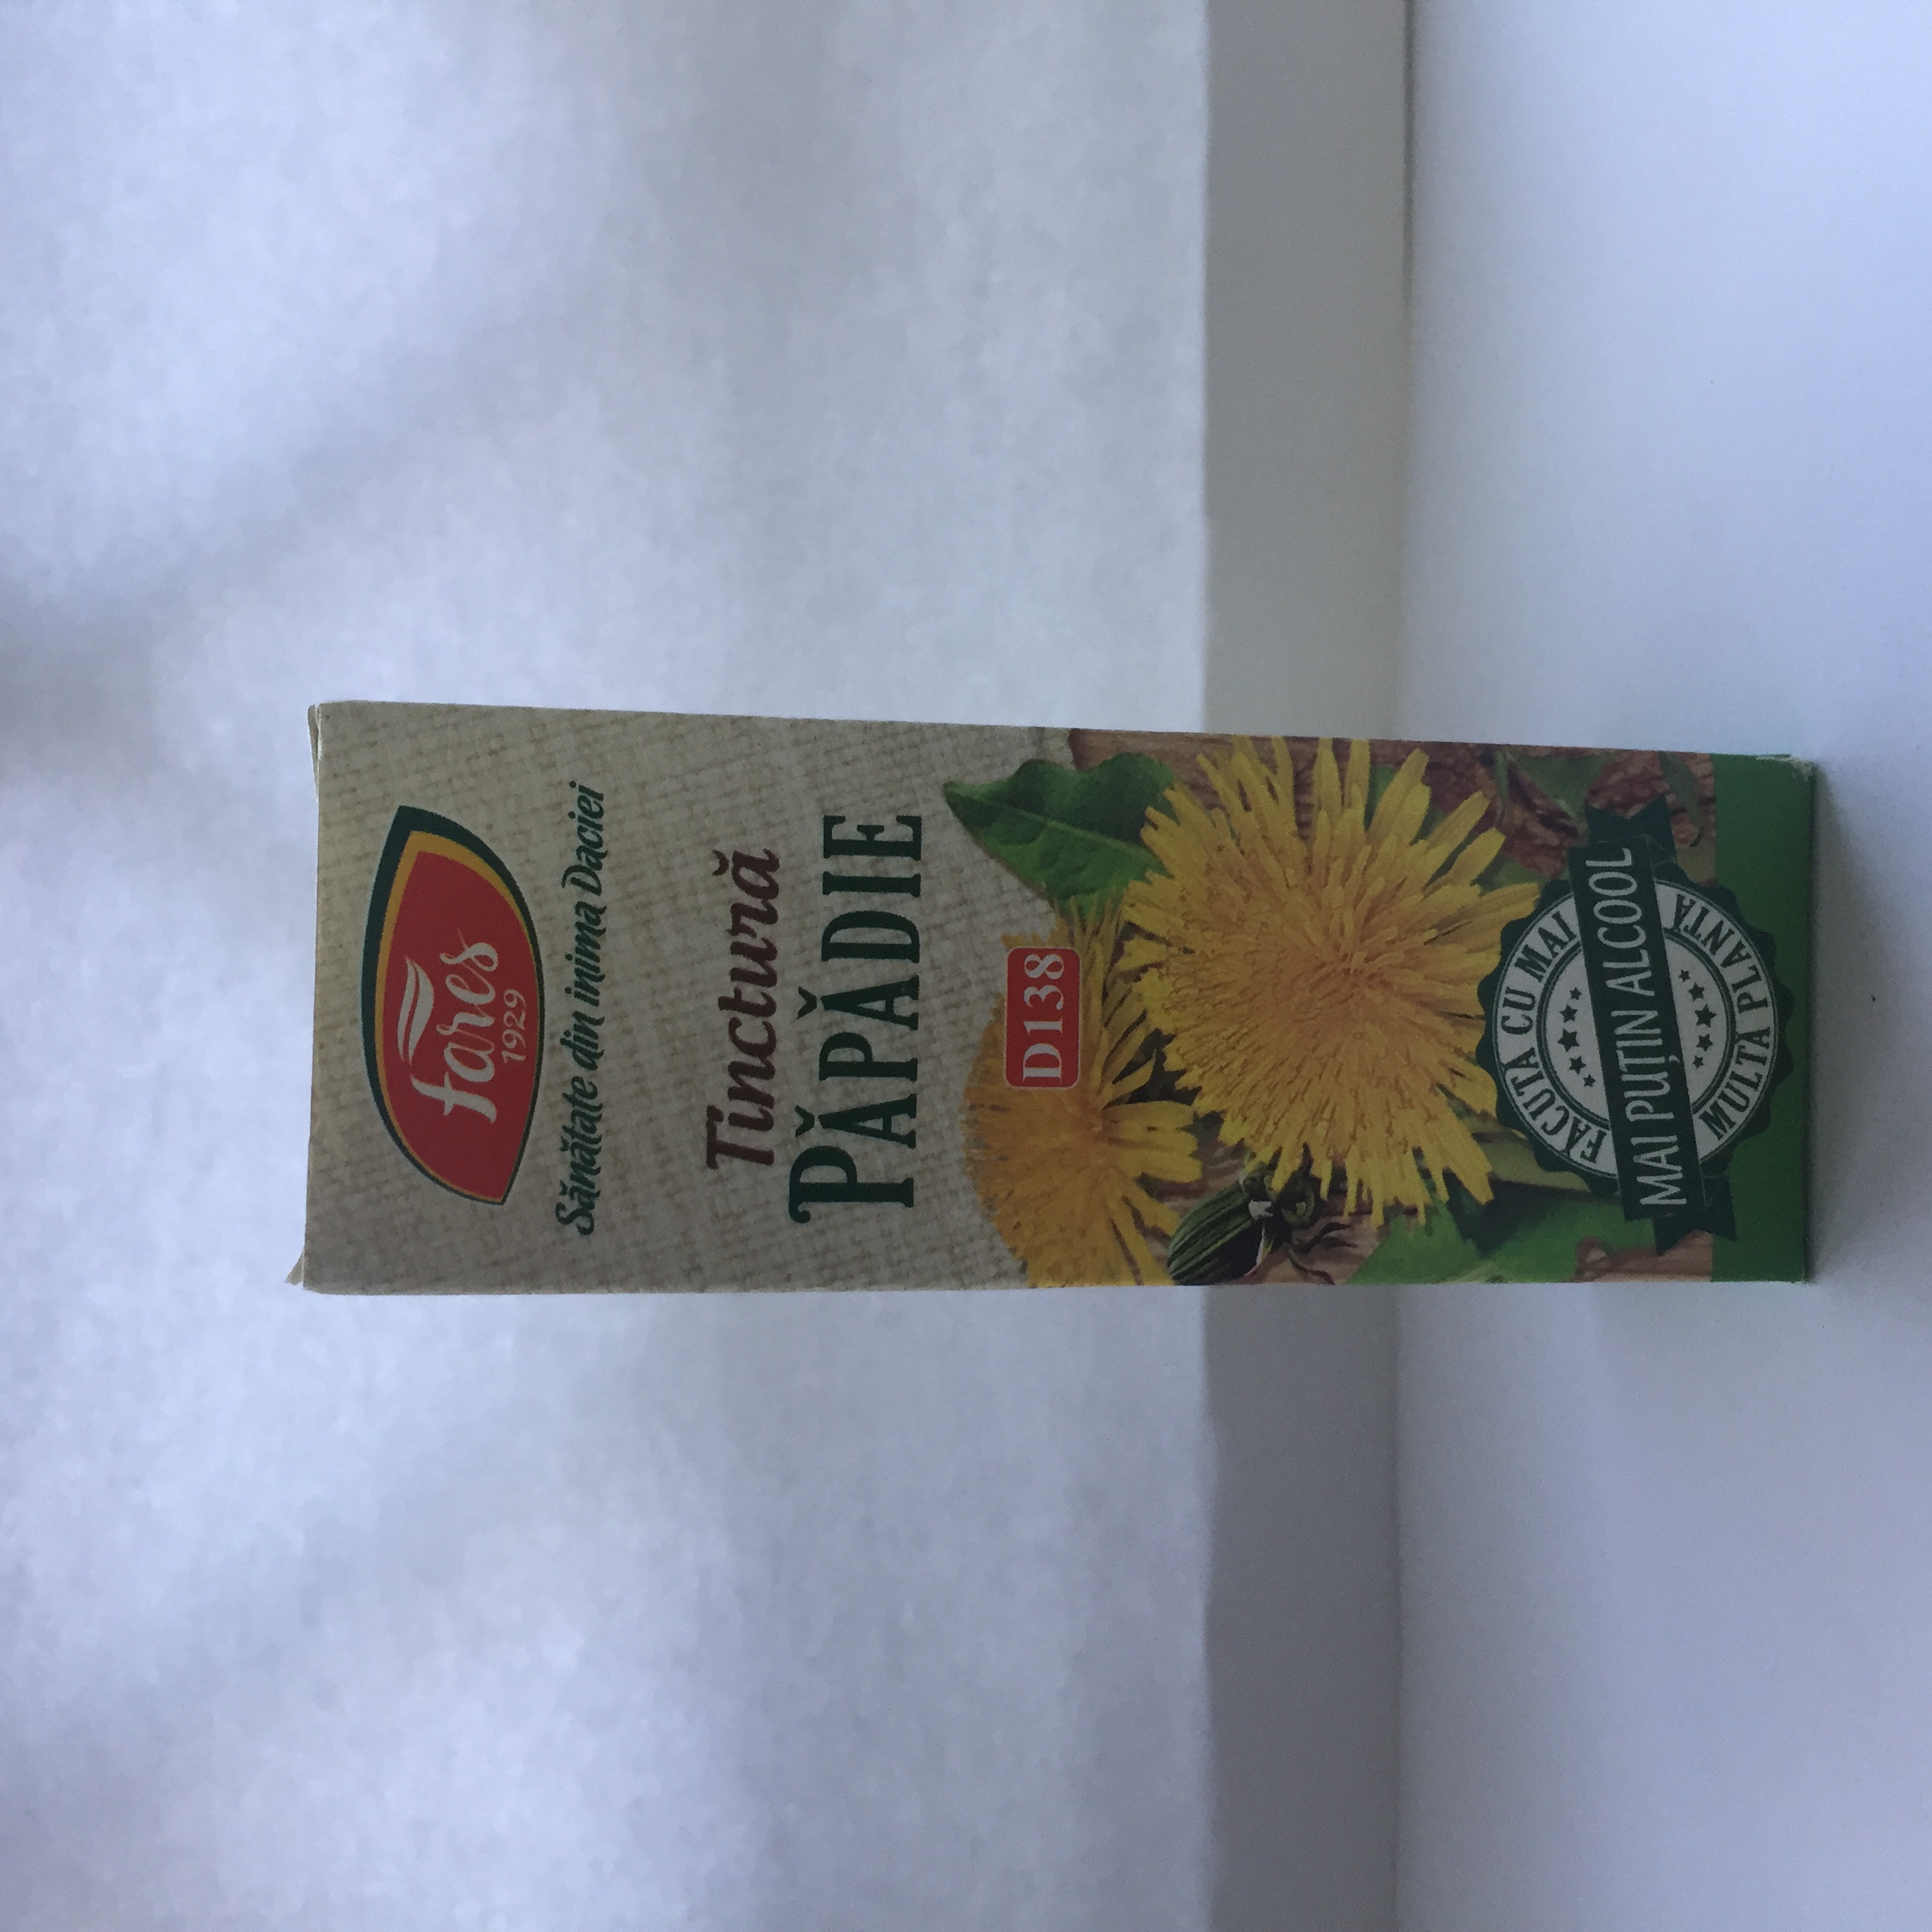 fares
1929
Sănătate din inima Daciei
Tinctură
PĂPĂDIE
D138
FĂCUTĂ CU MAI
MAI PUȚIN ALCOOL
MULTĂ PLANTĂ